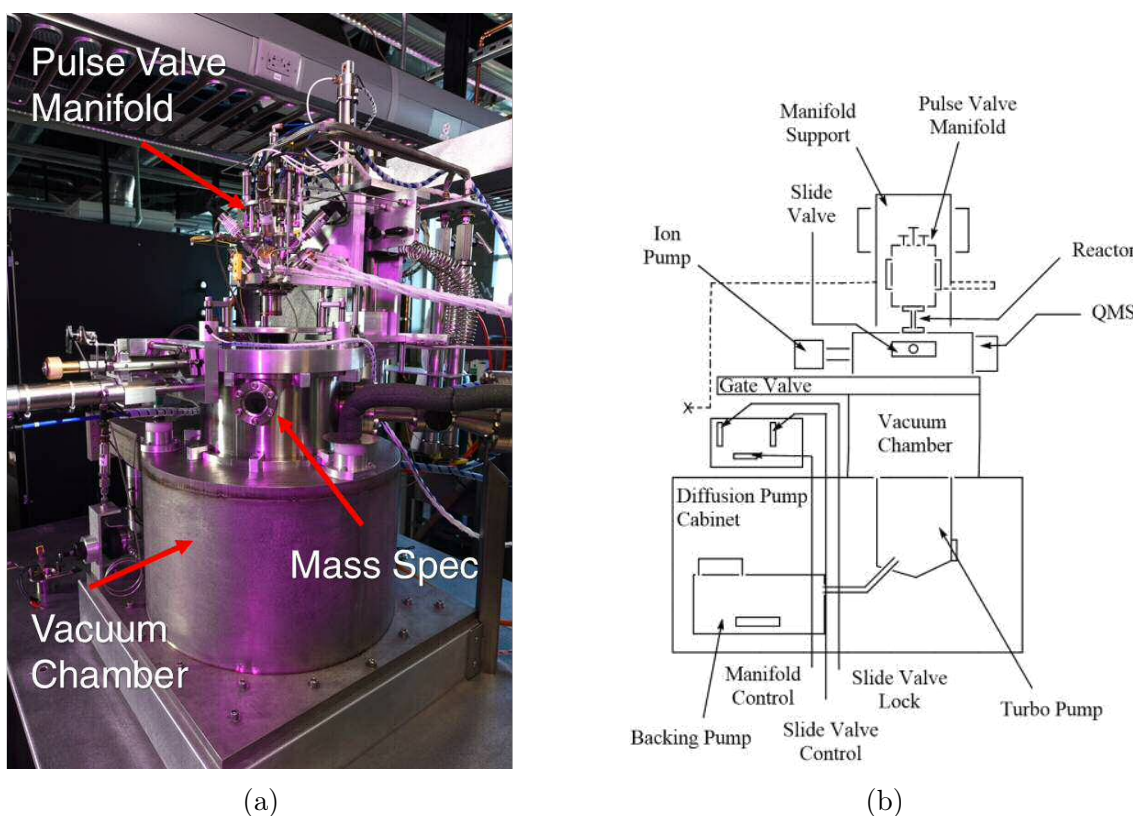 Pulse Valve
Manifold
Mass Spec
Vacuum
Chamber
(a)
Manifold
Support
Pulse Valve
Manifold
Slide
Valve
Ion
Pump
Reactor
QMS
Gate Valve
Vacuum
Chamber
Diffusion Pump
Cabinet
Manifold
Control
Slide Valve
Lock
Turbo Pump
Backing Pump
Slide Valve
Control
(b)